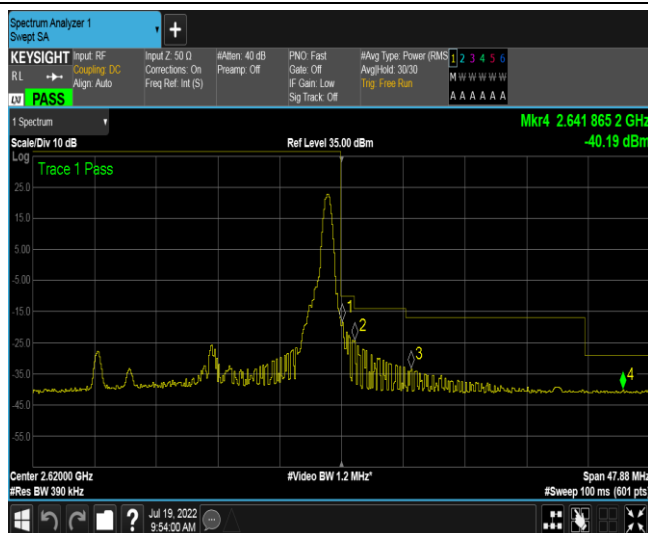 Spectrum Analyzer 1
Swept SA
+
KEYSIGHT
RL
LXI PASS
Input: RF
Coupling: DC
Align: Auto
Input Z: 50 Ω
Corrections: On
Freq Ref: Int (S)
#Atten: 40 dB
Preamp: Off
PNO: Fast
Gate: Off
IF Gain: Low
Sig Track: Off
#Avg Type: Power (RMS
Avg|Hold: 30/30
Trig: Free Run
1 2 3 4 5 6
M W W W W W
A A A A A A
1 Spectrum
Mkr4 2.641 865 2 GHz
Scale/Div 10 dB
Ref Level 35.00 dBm
-40.19 dBm
Log
Trace 1 Pass
25.0
15.0
5.00
-5.00
-15.0
1
2
-25.0
3
-35.0
4
-45.0
-55.0
Center 2.62000 GHz
#Video BW 1.2 MHz*
Span 47.88 MHz
#Res BW 390 kHz
#Sweep 100 ms (601 pts)
?
Jul 19, 2022
9:54:00 AM